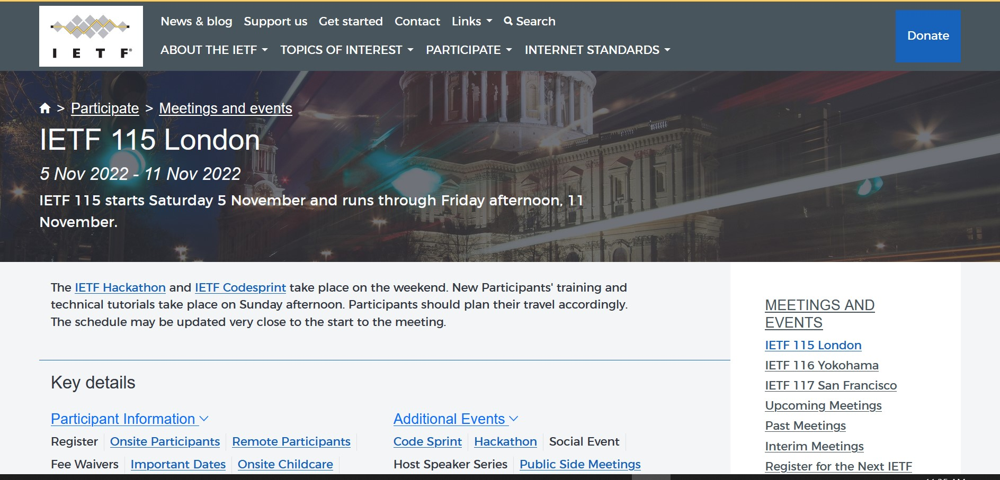 IETF®
News & blog Support us Get started Contact Links Search
Donate
ABOUT THE IETF TOPICS OF INTEREST PARTICIPATE INTERNET STANDARDS
> Participate > Meetings and events
IETF 115 London
5 Nov 2022 - 11 Nov 2022
IETF 115 starts Saturday 5 November and runs through Friday afternoon, 11
November.
The IETF Hackathon and IETF Codesprint take place on the weekend. New Participants' training and
technical tutorials take place on Sunday afternoon. Participants should plan their travel accordingly.
The schedule may be updated very close to the start to the meeting.
Key details
Participant Information
Register Onsite Participants Remote Participants
Fee Waivers Important Dates Onsite Childcare
Additional Events
Code Sprint Hackathon Social Event
Host Speaker Series Public Side Meetings
MEETINGS AND
EVENTS
IETF 115 London
IETF 116 Yokohama
IETF 117 San Francisco
Upcoming Meetings
Past Meetings
Interim Meetings
Register for the Next IETF